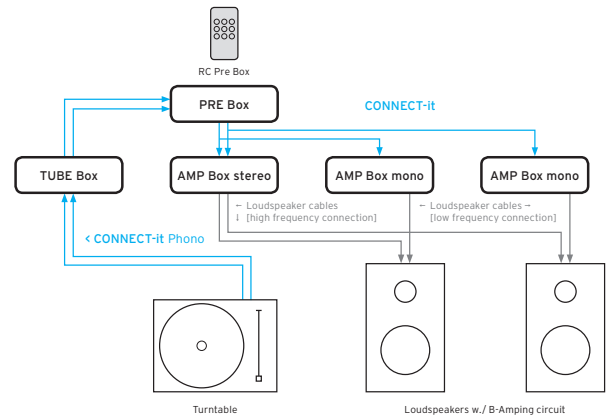 RC Pre Box
PRE Box
CONNECT-it
TUBE Box
AMP Box stereo
AMP Box mono
AMP Box mono
← Loudspeaker cables
↓ [high frequency connection]
← Loudspeaker cables →
[low frequency connection]
< CONNECT-it Phono
Turntable
Loudspeakers w./ B-Amping circuit